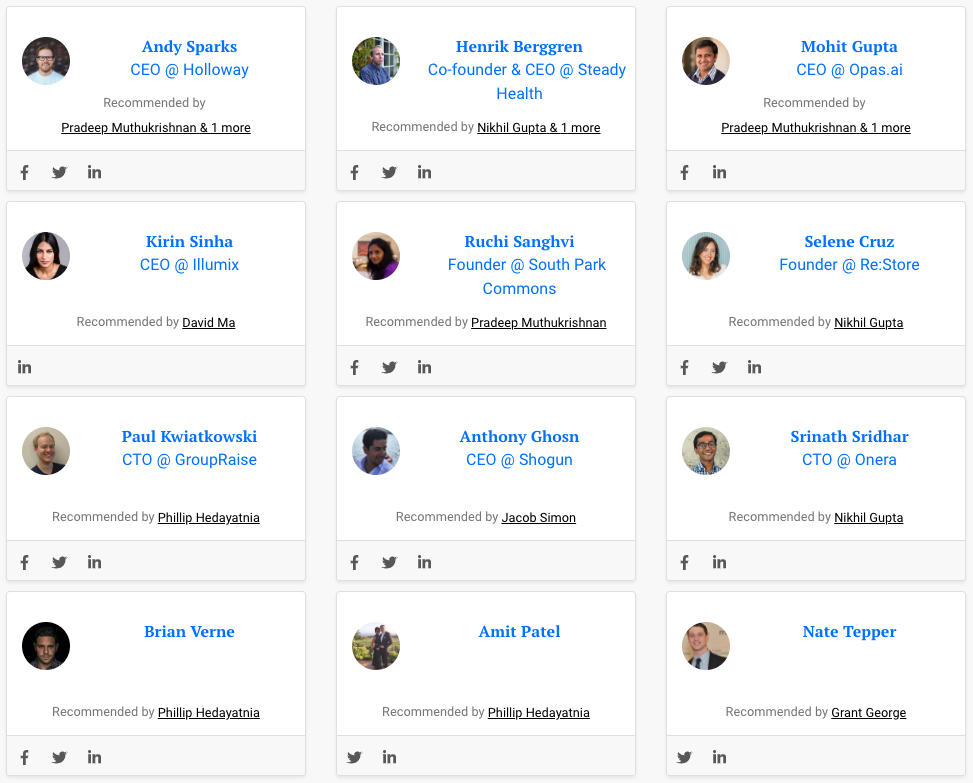 Andy Sparks
CEO @ Holloway
Recommended by
Pradeep Muthukrishnan & 1 more
Henrik Berggren
Co-founder & CEO @ Steady
Health
Recommended by Nikhil Gupta & 1 more
Mohit Gupta
CEO @ Opas.ai
Recommended by
Pradeep Muthukrishnan & 1 more
Kirin Sinha
CEO @ Illumix
Recommended by David Ma
Ruchi Sanghvi
Founder @ South Park
Commons
Recommended by Pradeep Muthukrishnan
Selene Cruz
Founder @ Re:Store
Recommended by Nikhil Gupta
Paul Kwiatkowski
CTO @ GroupRaise
Recommended by Phillip Hedayatnia
Anthony Ghosn
CEO @ Shogun
Recommended by Jacob Simon
Srinath Sridhar
CTO @ Onera
Recommended by Nikhil Gupta
Brian Verne
Recommended by Phillip Hedayatnia
Amit Patel
Recommended by Phillip Hedayatnia
Nate Tepper
Recommended by Grant George